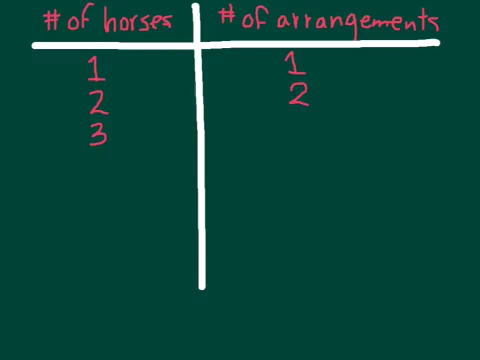 # of horses # of arrangements
1 1
2 2
3